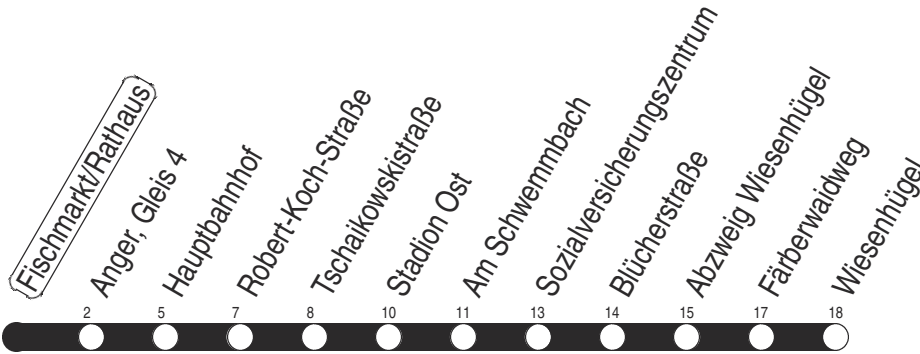 Fischmarkt/Rathaus
Anger, Gleis 4
Hauptbahnhof
Robert-Koch-Straße
Tschaikowskistraße
Stadion Ost
Am Schwemmbach
Sozialversicherungszentrum
Blücherstraße
Abzweig Wiesenhügel
Färberwaidweg
Wiesenhügel
2 5 7 8 10 11 13 14 15 17 18